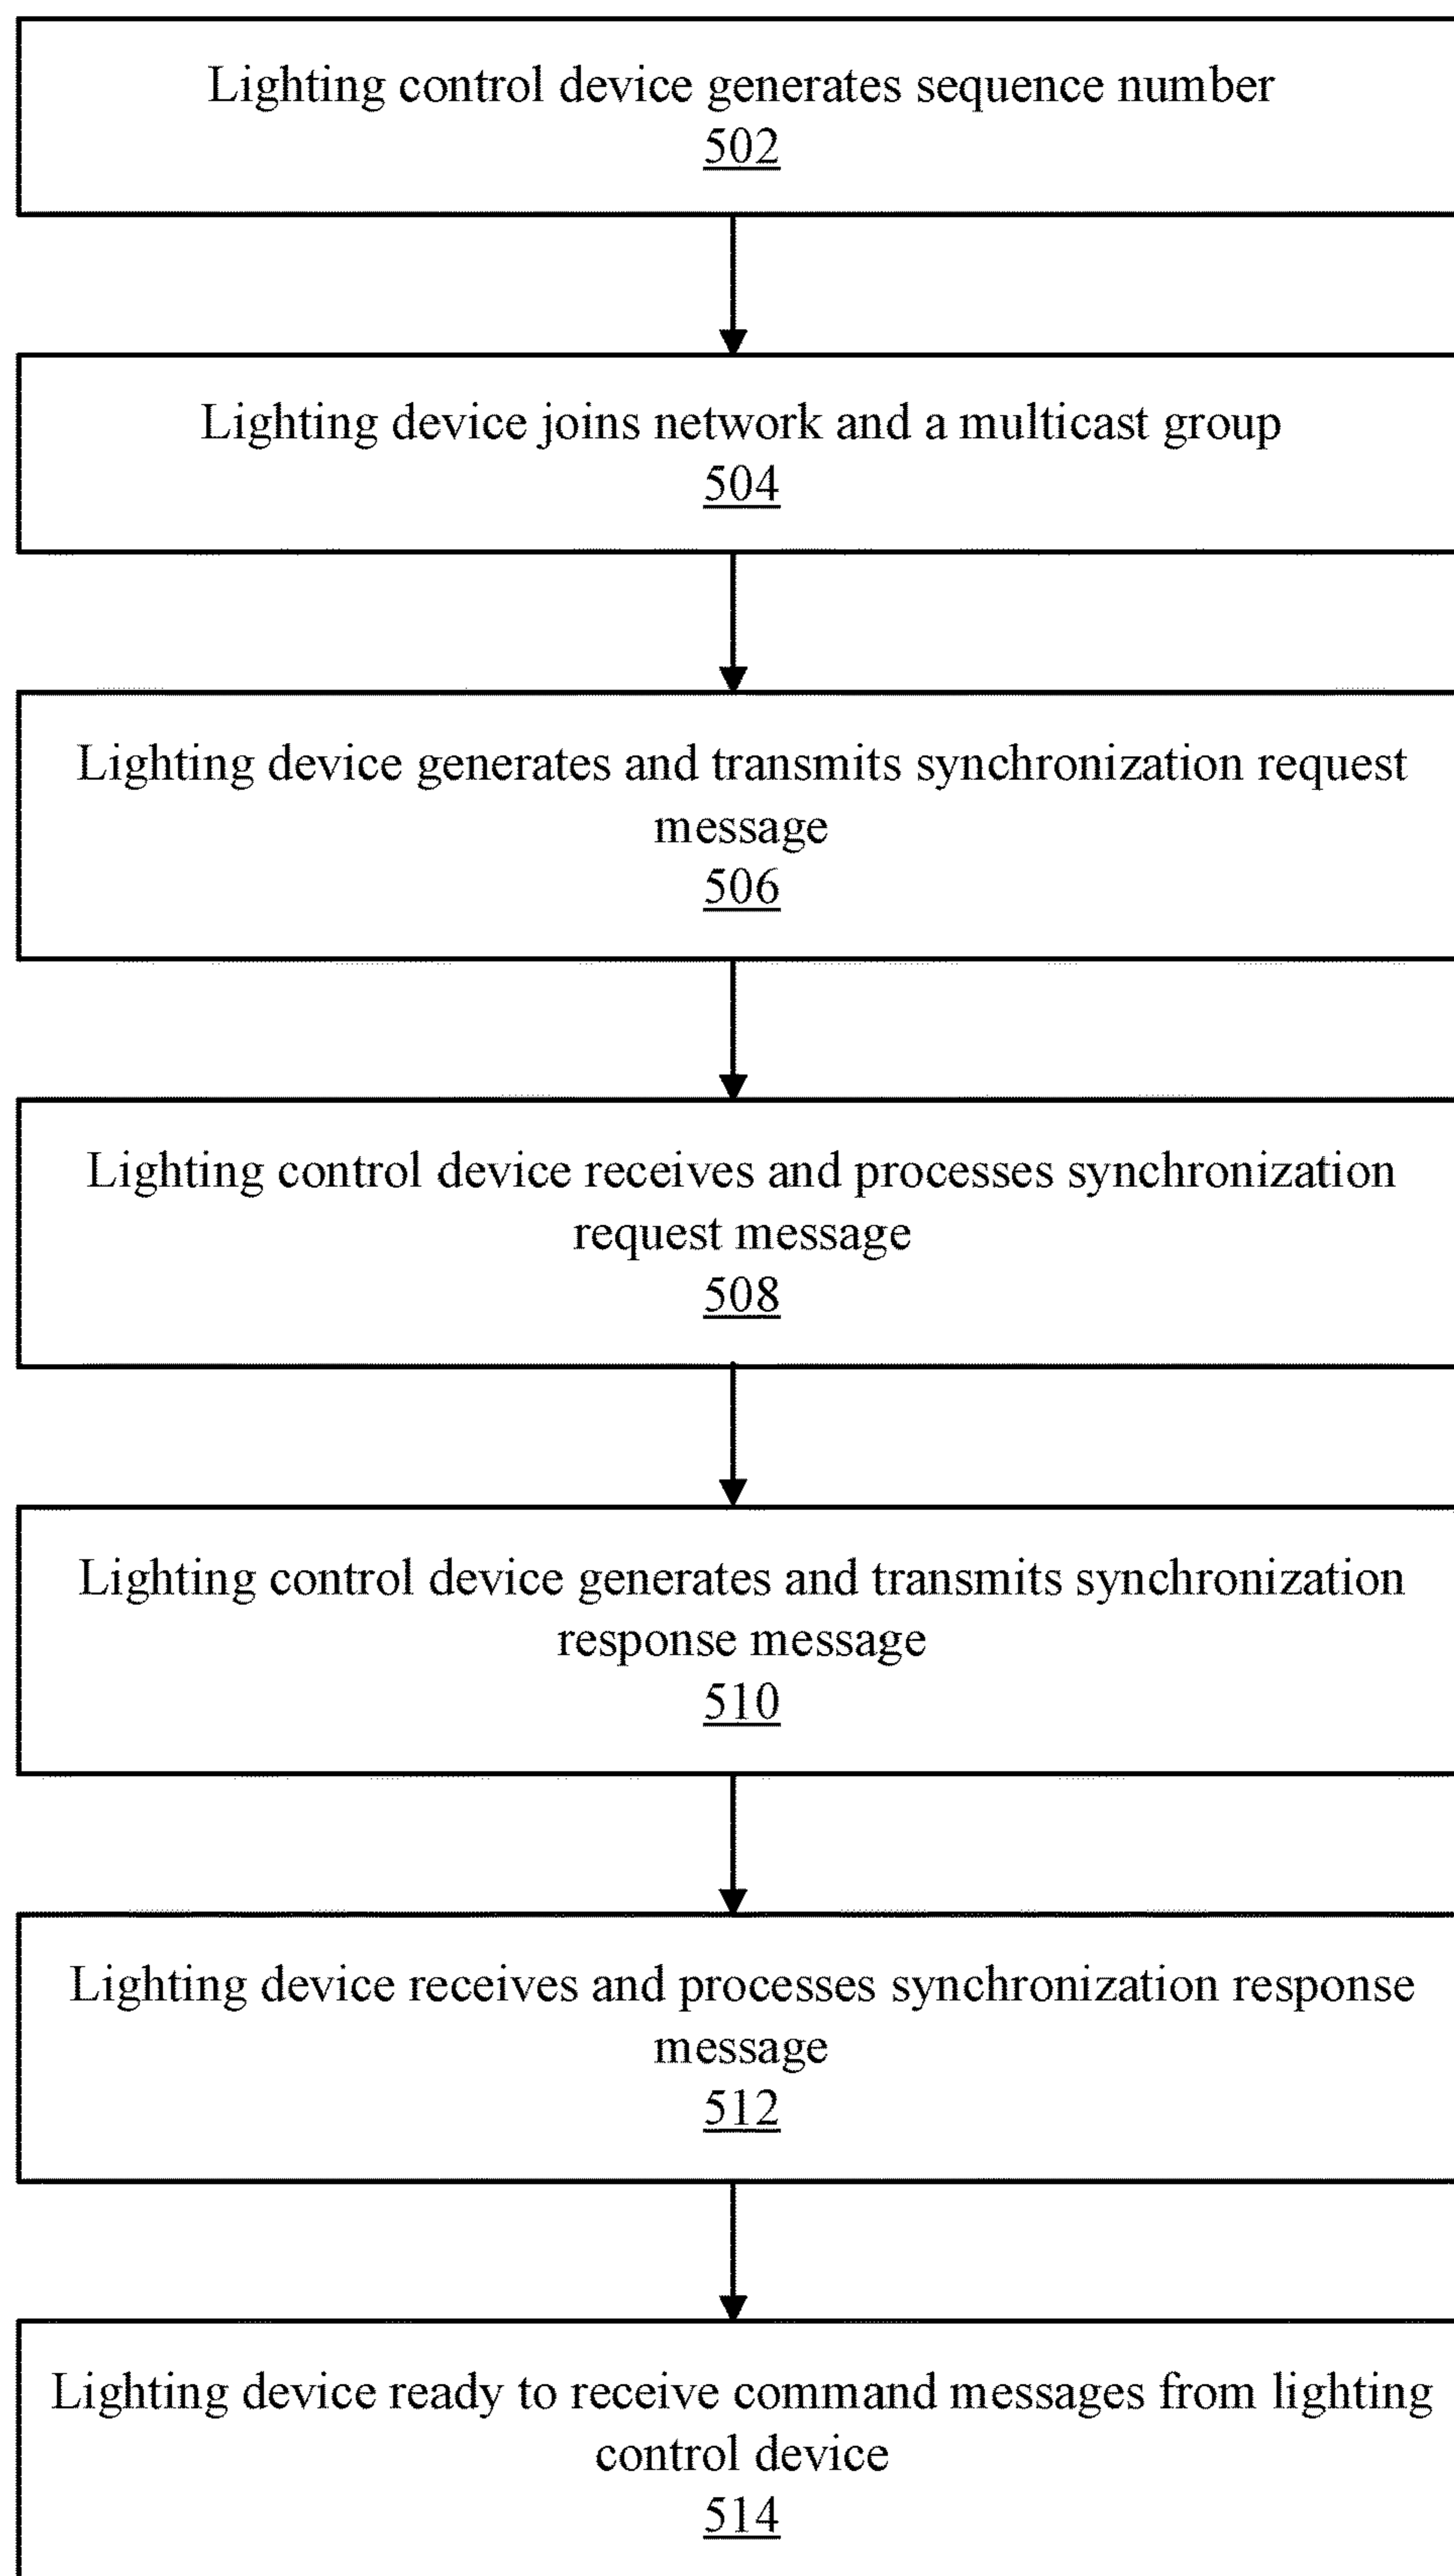 Lighting control device generates sequence number
502
Lighting device joins network and a multicast group
504
Lighting device generates and transmits synchronization request
message
506
Lighting control device receives and processes synchronization
request message
508
Lighting control device generates and transmits synchronization
response message
510
Lighting device receives and processes synchronization response
message
512
Lighting device ready to receive command messages from lighting
control device
514